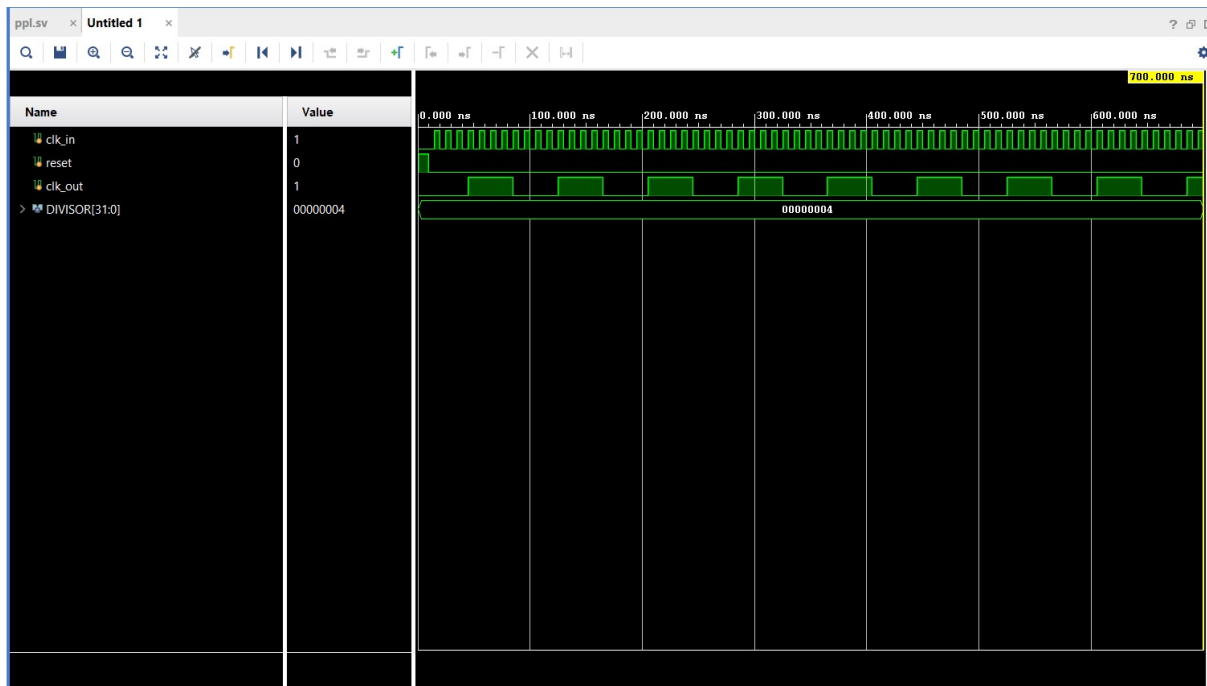 ppl.sv × Untitled 1 × ?
700.000 ns
Name Value
0.000 ns 100.000 ns 200.000 ns 300.000 ns 400.000 ns 500.000 ns 600.000 ns
clk_in 1
reset 0
clk_out 1
> DIVISOR[31:0] 00000004 00000004